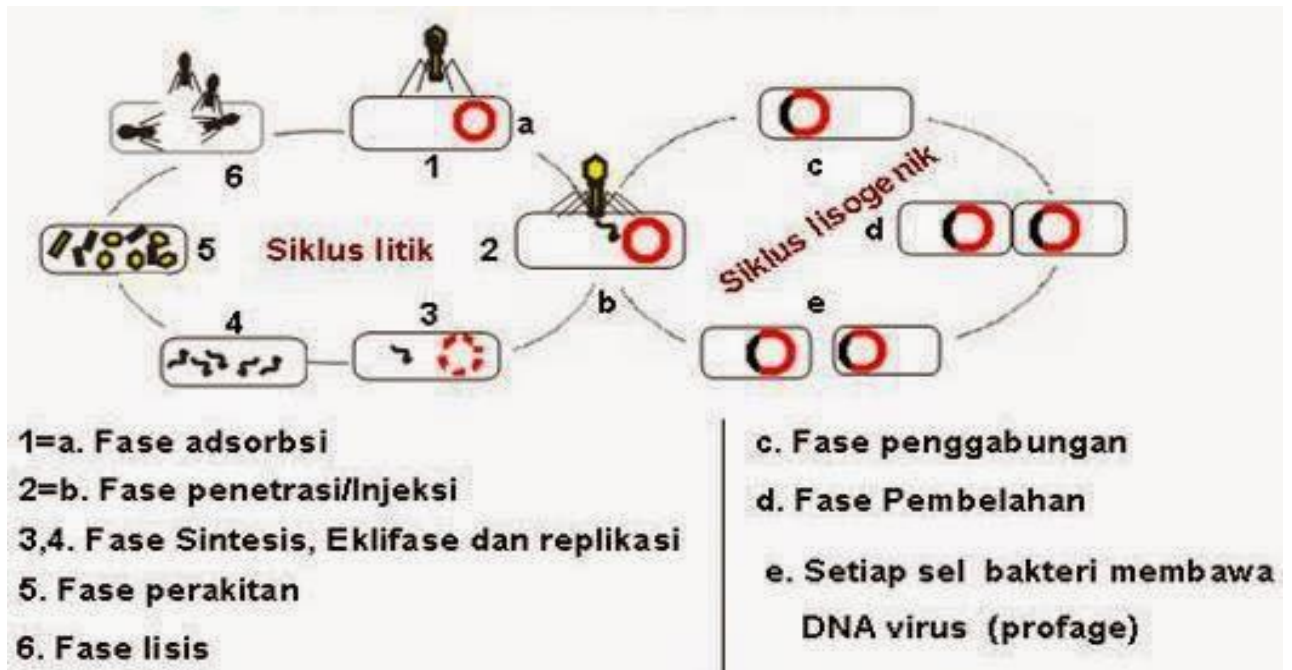 6
1
a
c
5
Siklus litik
2
Siklus lisogenik
d
4
3
b
e
1=a. Fase adsorbsi
2=b. Fase penetrasi/Injeksi
3,4. Fase Sintesis, Eklifase dan replikasi
5. Fase perakitan
6. Fase lisis
c. Fase penggabungan
d. Fase Pembelahan
e. Setiap sel bakteri membawa
DNA virus (profage)